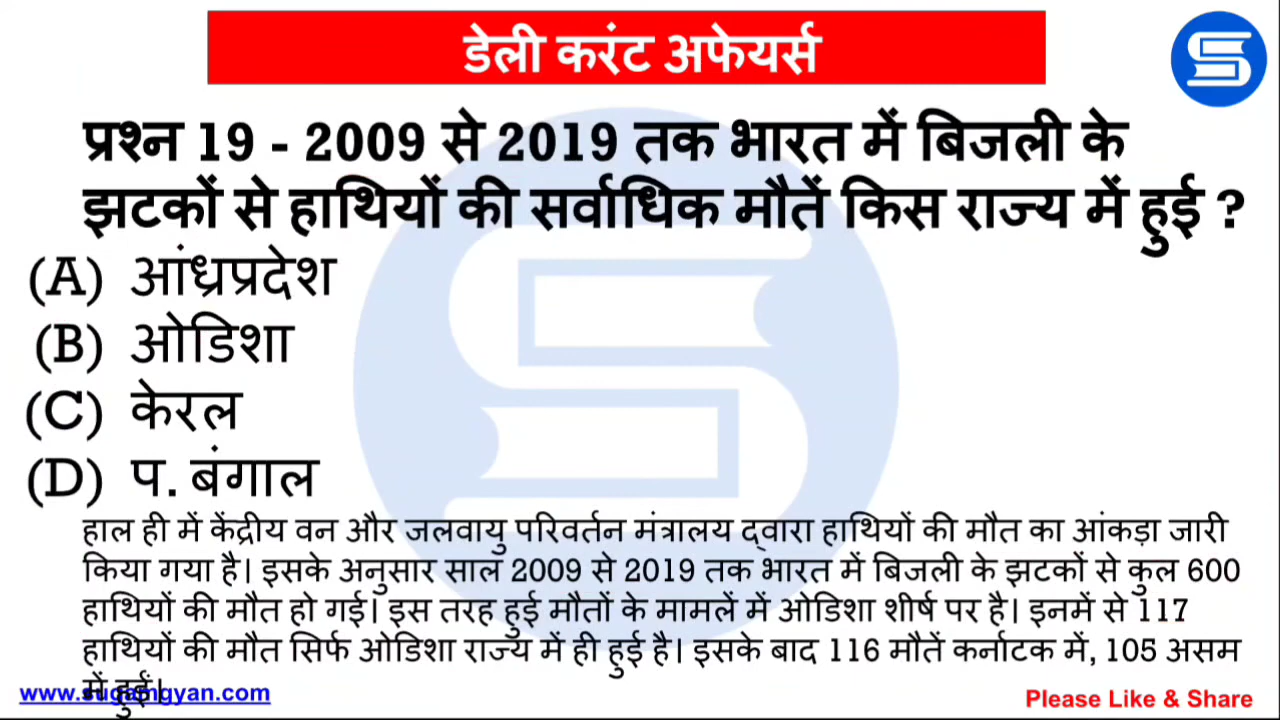 डेली करंट अफेयर्स
प्रश्न 19 - 2009 से 2019 तक भारत में बिजली के
झटकों से हाथियों की सर्वाधिक मौतें किस राज्य में हुई ?
(A) आंध्रप्रदेश
(B) ओडिशा
(C) केरल
(D) प. बंगाल
हाल ही में केंद्रीय वन और जलवायु परिवर्तन मंत्रालय द्वारा हाथियों की मौत का आंकड़ा जारी
किया गया है। इसके अनुसार साल 2009 से 2019 तक भारत में बिजली के झटकों से कुल 600
हाथियों की मौत हो गई। इस तरह हुई मौतों के मामलें में ओडिशा शीर्ष पर है। इनमें से 117
हाथियों की मौत सिर्फ ओडिशा राज्य में ही हुई है। इसके बाद 116 मौतें कर्नाटक में, 105 असम
में हुईं।
www.sugamgyan.com
Please Like & Share